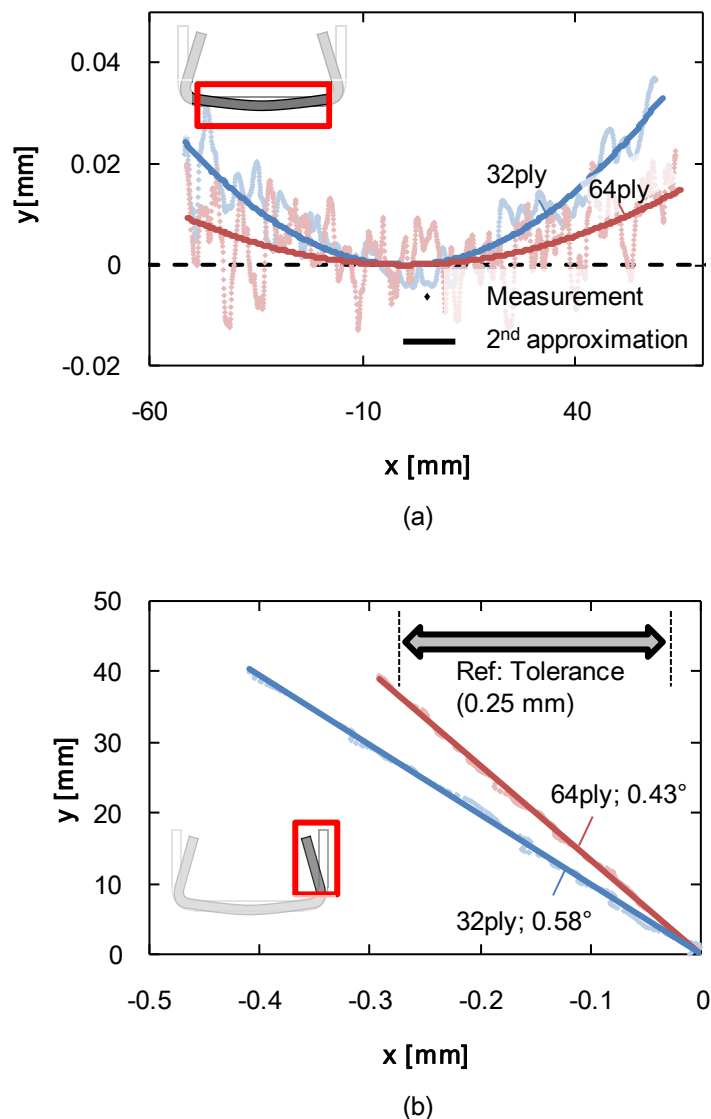 0.04
0.02
0
-0.02
y [mm]
32ply
64ply
Measurement
2nd approximation
-60
-10
40
x [mm]
(a)
50
40
30
20
10
0
y [mm]
Ref: Tolerance
(0.25 mm)
64ply; 0.43°
32ply; 0.58°
-0.5
-0.4
-0.3
-0.2
-0.1
0
x [mm]
(b)